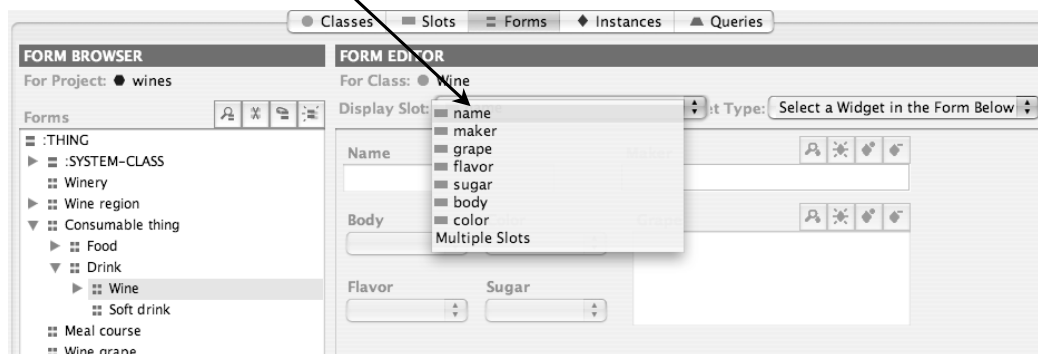 Classes Slots Forms Instances Queries
FORM BROWSER
For Project: wines
Forms
:THING
:SYSTEM-CLASS
Winery
Wine region
Consumable thing
Food
Drink
Wine
Soft drink
Meal course
Wine grape
FORM EDITOR
For Class: Wine
Display Slot: t Type: Select a Widget in the Form Below
name
maker
grape
flavor
sugar
body
color
Multiple Slots
Name
Body
Flavor Sugar